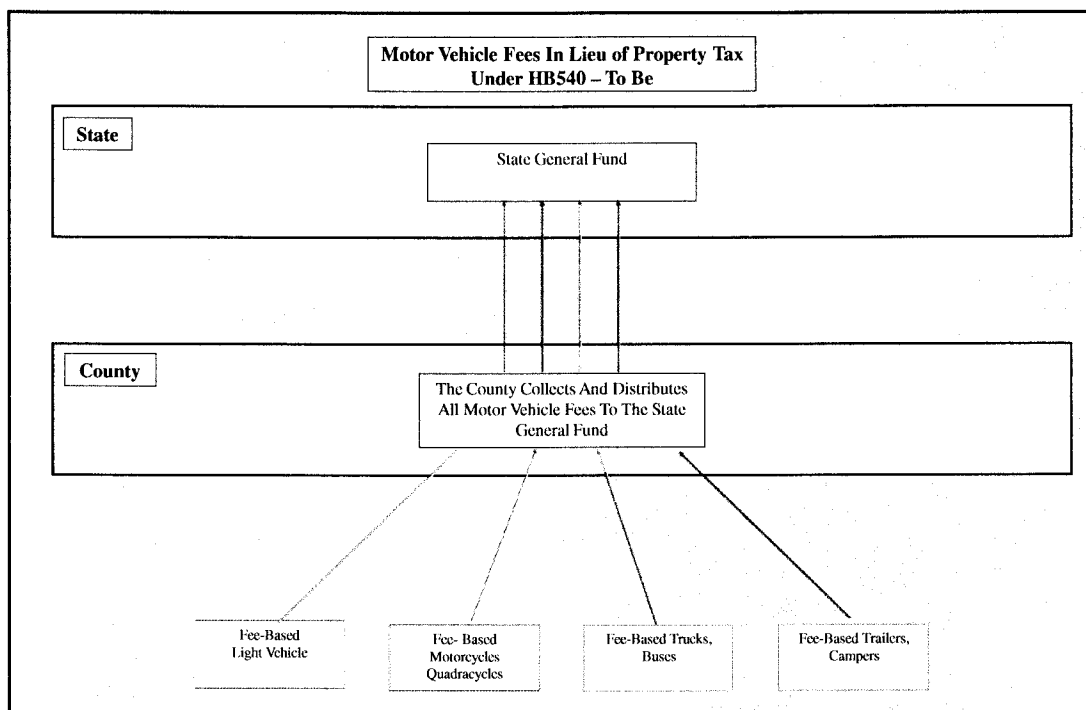 Motor Vehicle Fees In Lieu of Property Tax
Under HB540 – To Be
State
State General Fund
County
The County Collects And Distributes
All Motor Vehicle Fees To The State
General Fund
Fee-Based
Light Vehicle
Fee- Based
Motorcycles
Quadracycles
Fee-Based Trucks,
Buses
Fee-Based Trailers,
Campers